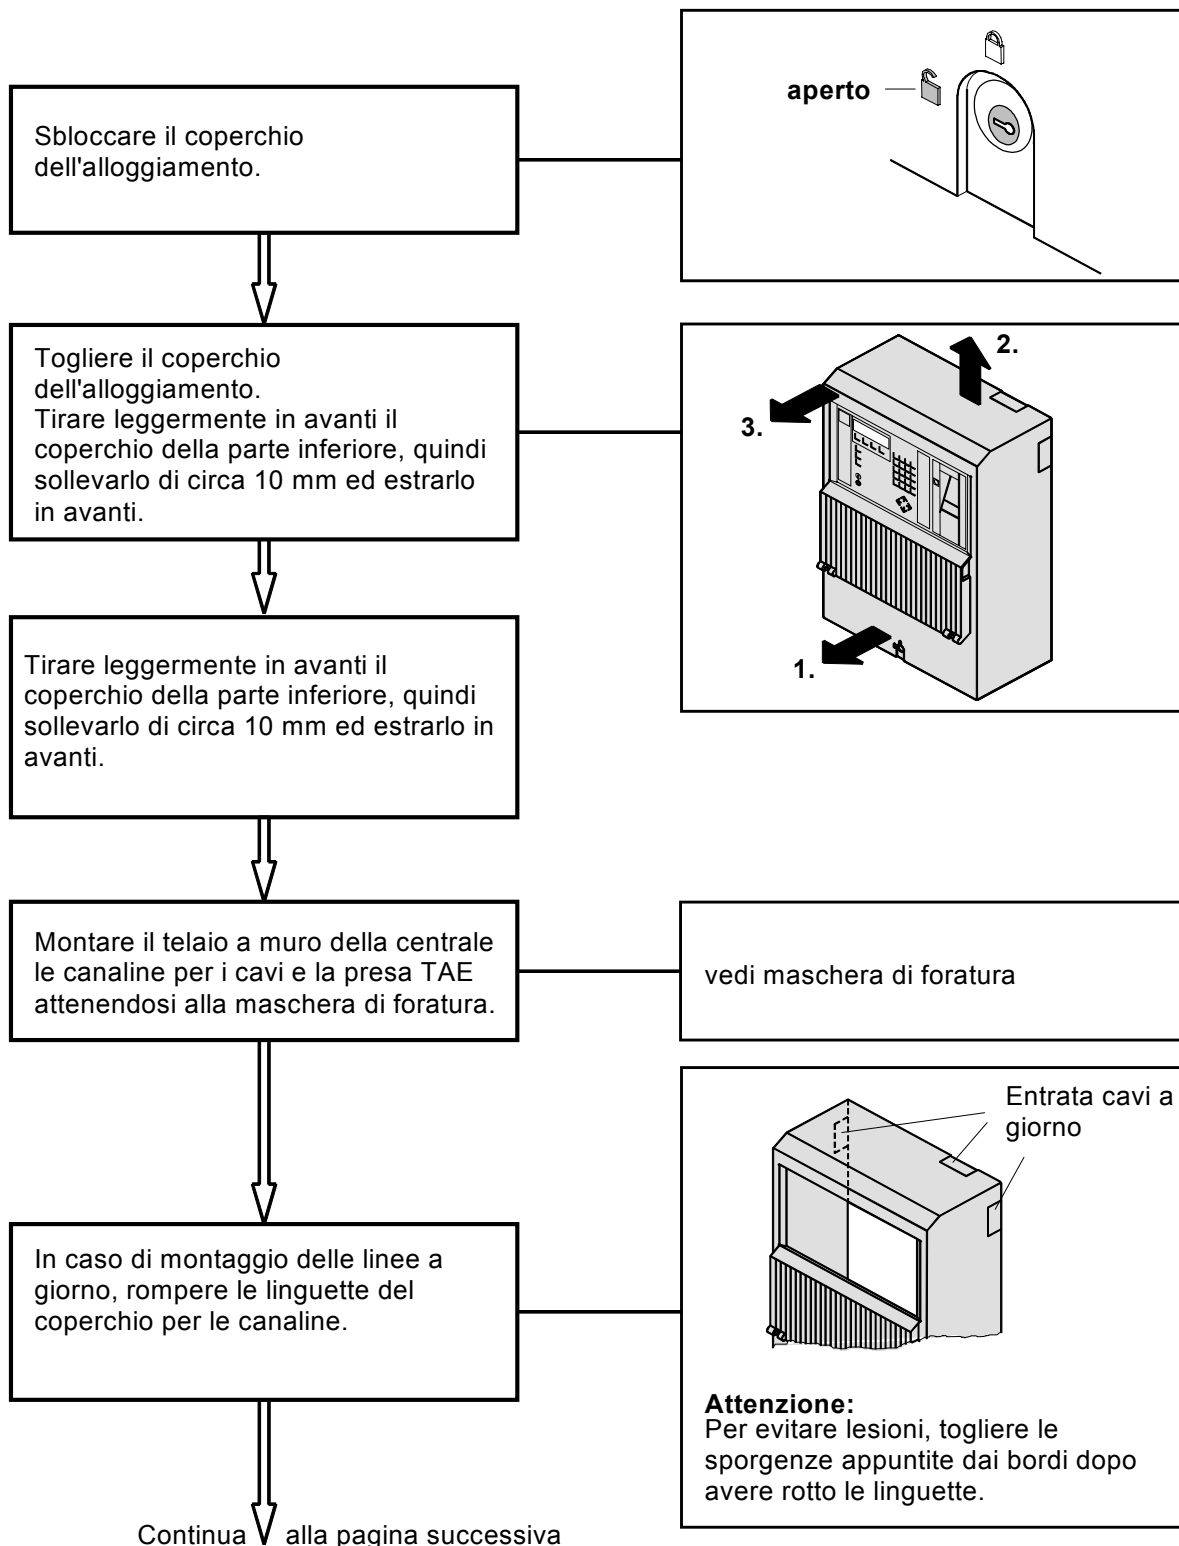 aperto
Sbloccare il coperchio
dell'alloggiamento.
Togliere il coperchio
dell'alloggiamento.
Tirare leggermente in avanti il
coperchio della parte inferiore, quindi
sollevarlo di circa 10 mm ed estrarlo
in avanti.
2.
3.
1.
Tirare leggermente in avanti il
coperchio della parte inferiore, quindi
sollevarlo di circa 10 mm ed estrarlo in
avanti.
Montare il telaio a muro della centrale
le canaline per i cavi e la presa TAE
attenendosi alla maschera di foratura.
vedi maschera di foratura
In caso di montaggio delle linee a
giorno, rompere le linguette del
coperchio per le canaline.
Entrata cavi a
giorno
Attenzione:
Per evitare lesioni, togliere le
sporgenze appuntite dai bordi dopo
avere rotto le linguette.
Continua alla pagina successiva